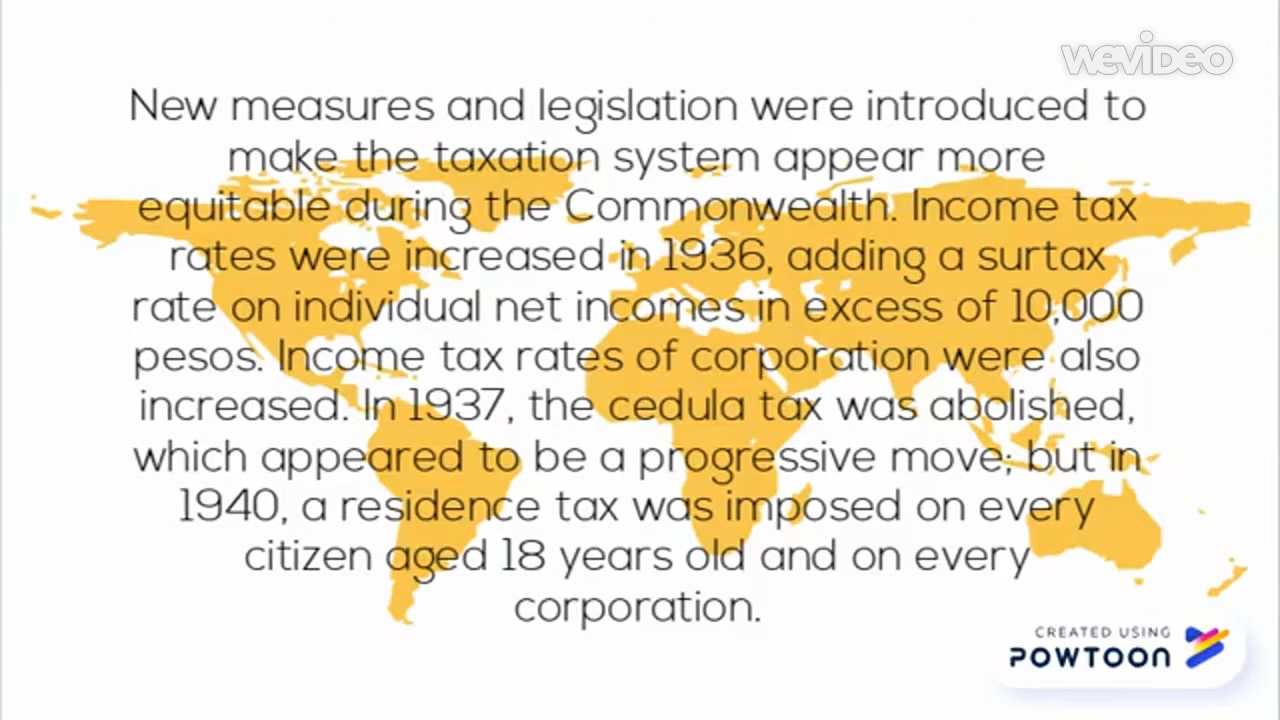 wevideo
New measures and legislation were introduced to
make the taxation system appear more
equitable during the Commonwealth. Income tax
rates were increased in 1936, adding a surtax
rate on individual net incomes in excess of 10,000
pesos. Income tax rates of corporation were also
increased. In 1937, the cedula tax was abolished,
which appeared to be a progressive move; but in
1940, a residence tax was imposed on every
citizen aged 18 years old and on every
corporation.
CREATED USING
POWTOON